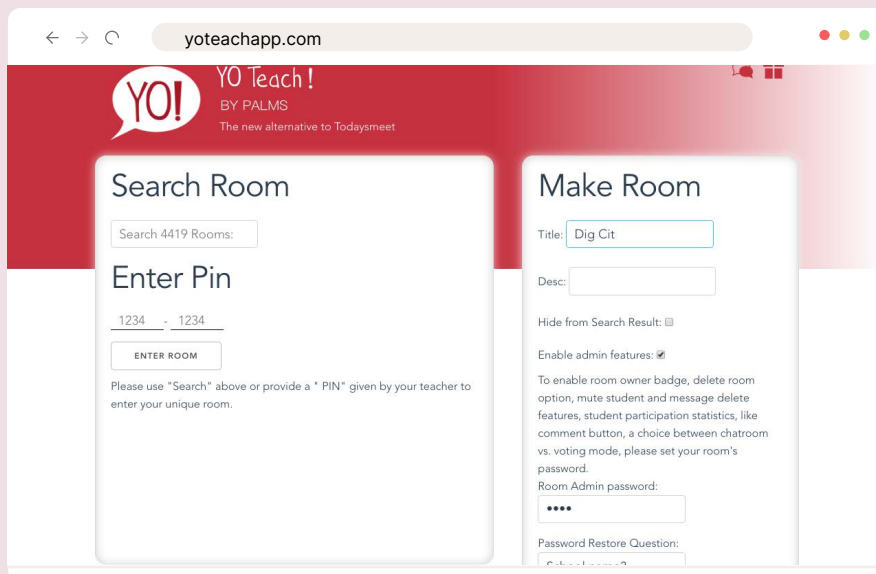 yoteachapp.com
YO!
YO Teach!
BY PALMS
The new alternative to Todaysmeet
Search Room
Search 4419 Rooms:
Enter Pin
1234 - 1234
ENTER ROOM
Please use "Search" above or provide a " PIN" given by your teacher to
enter your unique room.
Make Room
Title: Dig Cit
Desc:
Hide from Search Result:
Enable admin features:
To enable room owner badge, delete room
option, mute student and message delete
features, student participation statistics, like
comment button, a choice between chatroom
vs. voting mode, please set your room's
password.
Room Admin password:
••••
Password Restore Question: